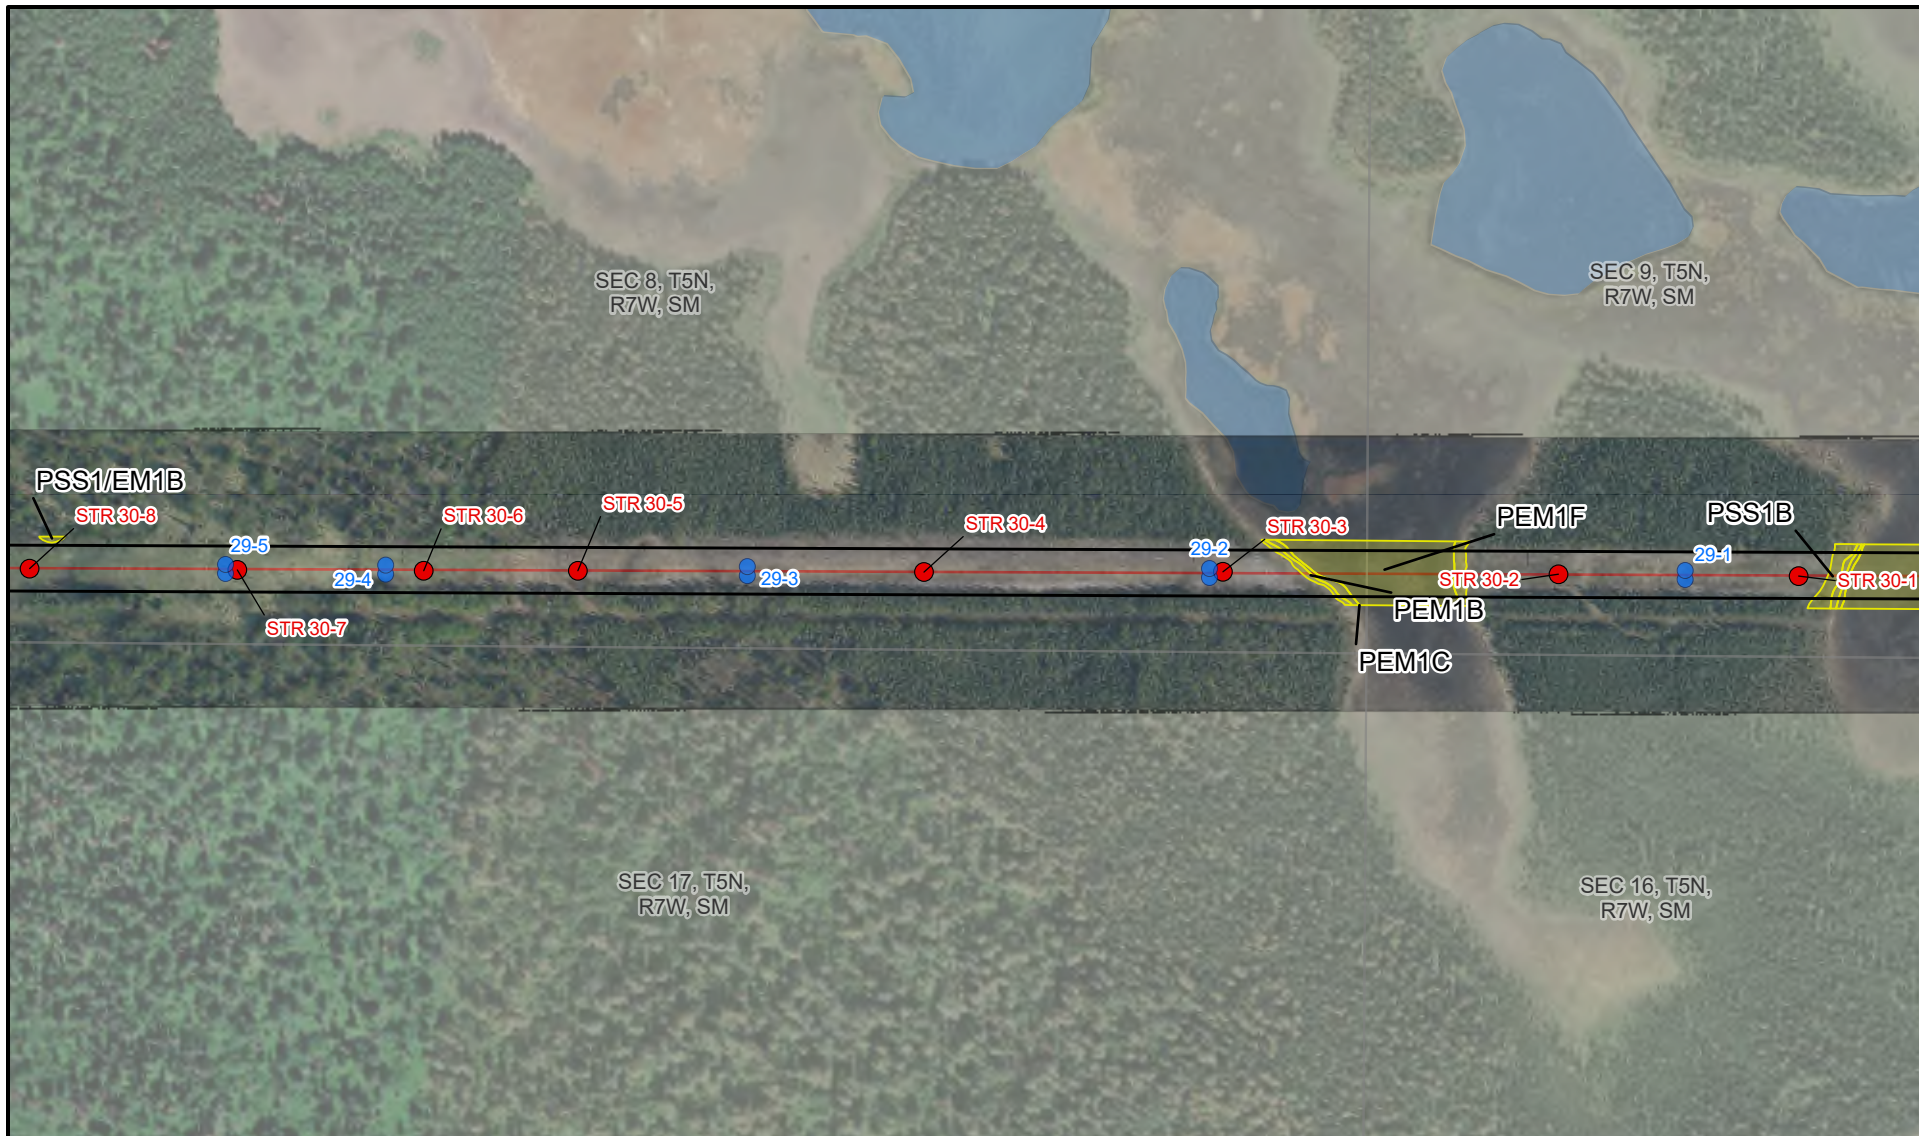 SEC 8, T5N,
R7W, SM
SEC 9, T5N,
R7W, SM
PSS1/EM1B
STR 30-8
STR 30-6
STR 30-5
STR 30-4
STR 30-3
PEM1F
PSS1B
29-5
29-4
29-3
29-2
29-1
STR 30-2
STR 30-1
STR 30-7
PEM1B
PEM1C
SEC 17, T5N,
R7W, SM
SEC 16, T5N,
R7W, SM